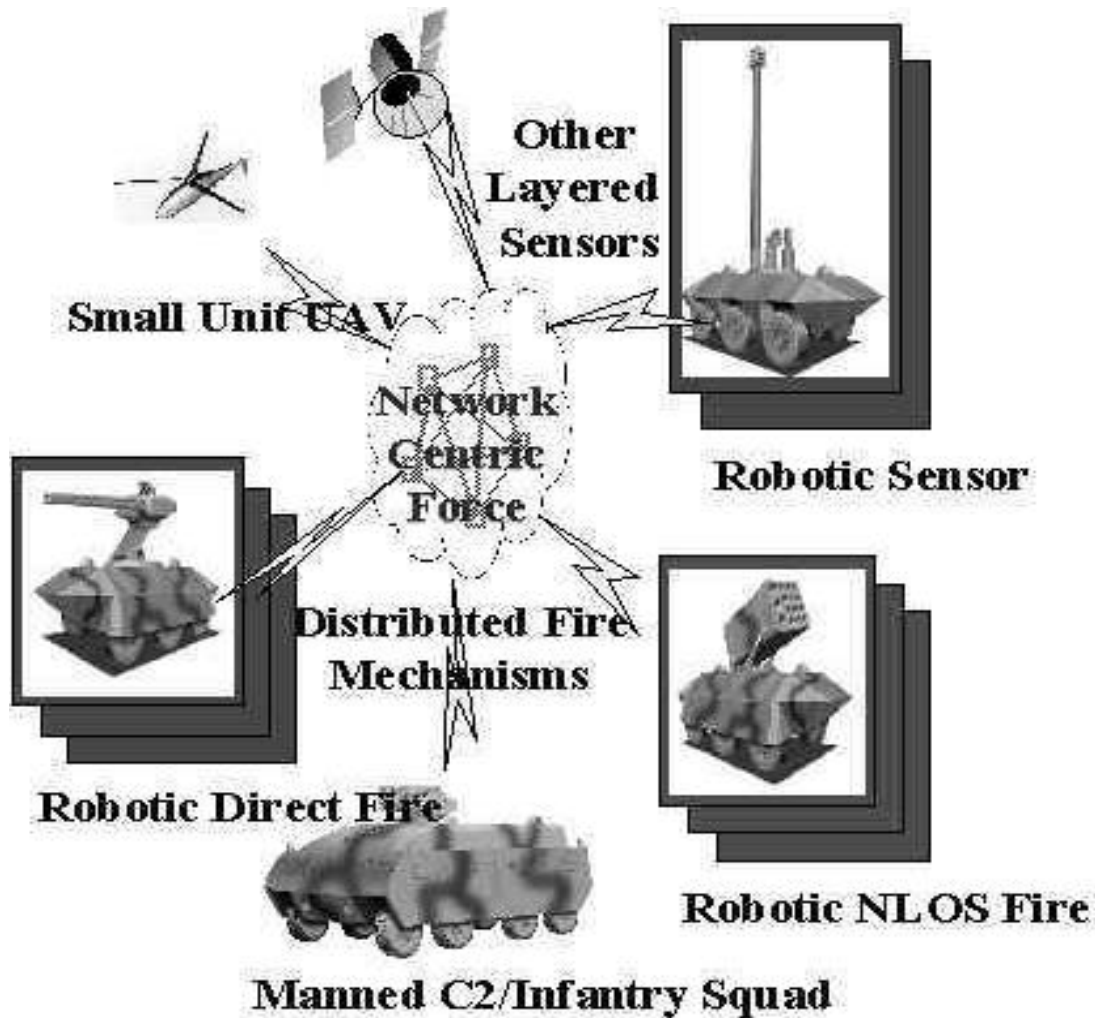 Other
Layered
Sensors
Small Unit UAV
Network
Centric
Force
Robotic Sensor
Distributed Fire
Mechanisms
Robotic Direct Fire
Robotic NLOS Fire
Manned C2/Infantry Squad